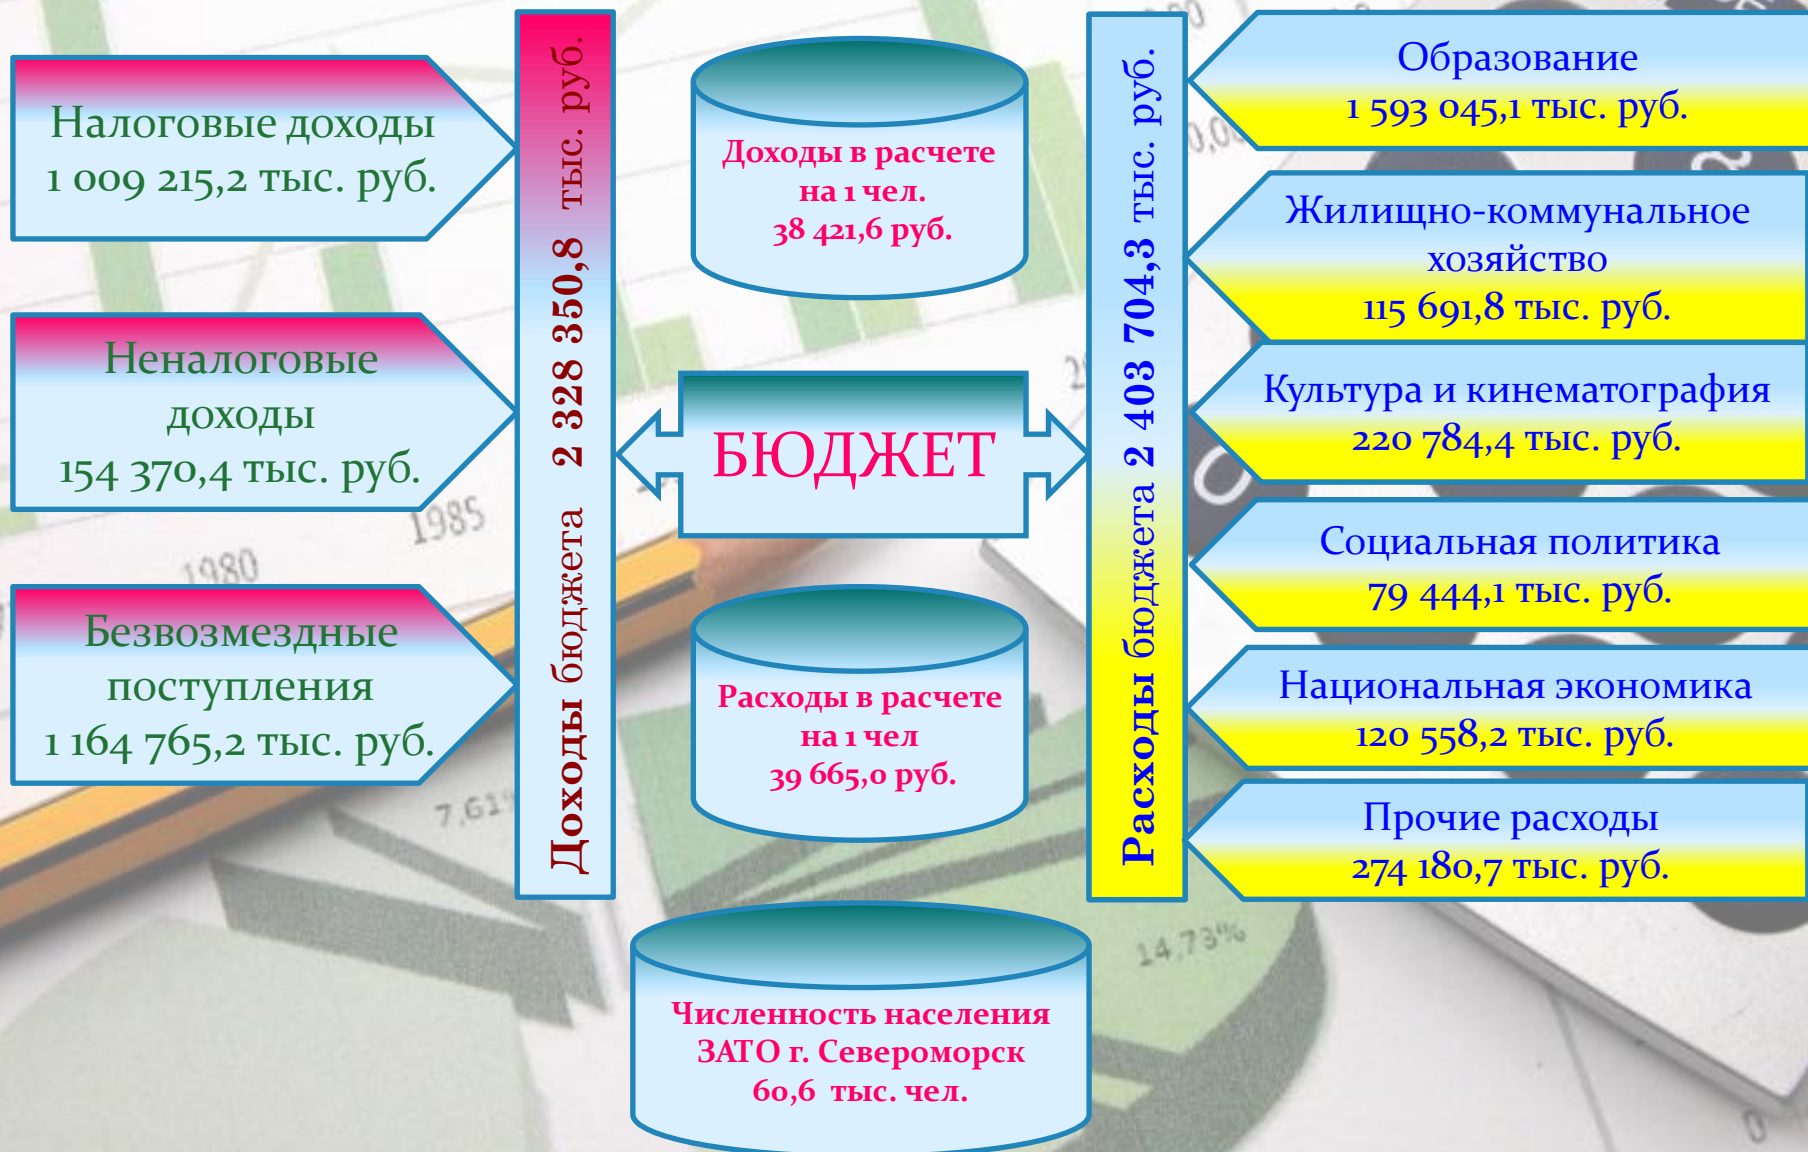 Налоговые доходы
1 009 215,2 тыс. руб.
Неналоговые
доходы
154 370,4 тыс. руб.
Безвозмездные
поступления
1 164 765,2 тыс. руб.
Доходы бюджета 2 328 350,8 тыс. руб.
Доходы в расчете
на 1 чел.
38 421,6 руб.
БЮДЖЕТ
Расходы в расчете
на 1 чел
39 665,0 руб.
Численность населения
ЗАТО г. Североморск
60,6 тыс. чел.
Расходы бюджета 2 403 704,3 тыс. руб.
Образование
1 593 045,1 тыс. руб.
Жилищно-коммунальное
хозяйство
115 691,8 тыс. руб.
Культура и кинематография
220 784,4 тыс. руб.
Социальная политика
79 444,1 тыс. руб.
Национальная экономика
120 558,2 тыс. руб.
Прочие расходы
274 180,7 тыс. руб.
1980
1985
14,73%
0